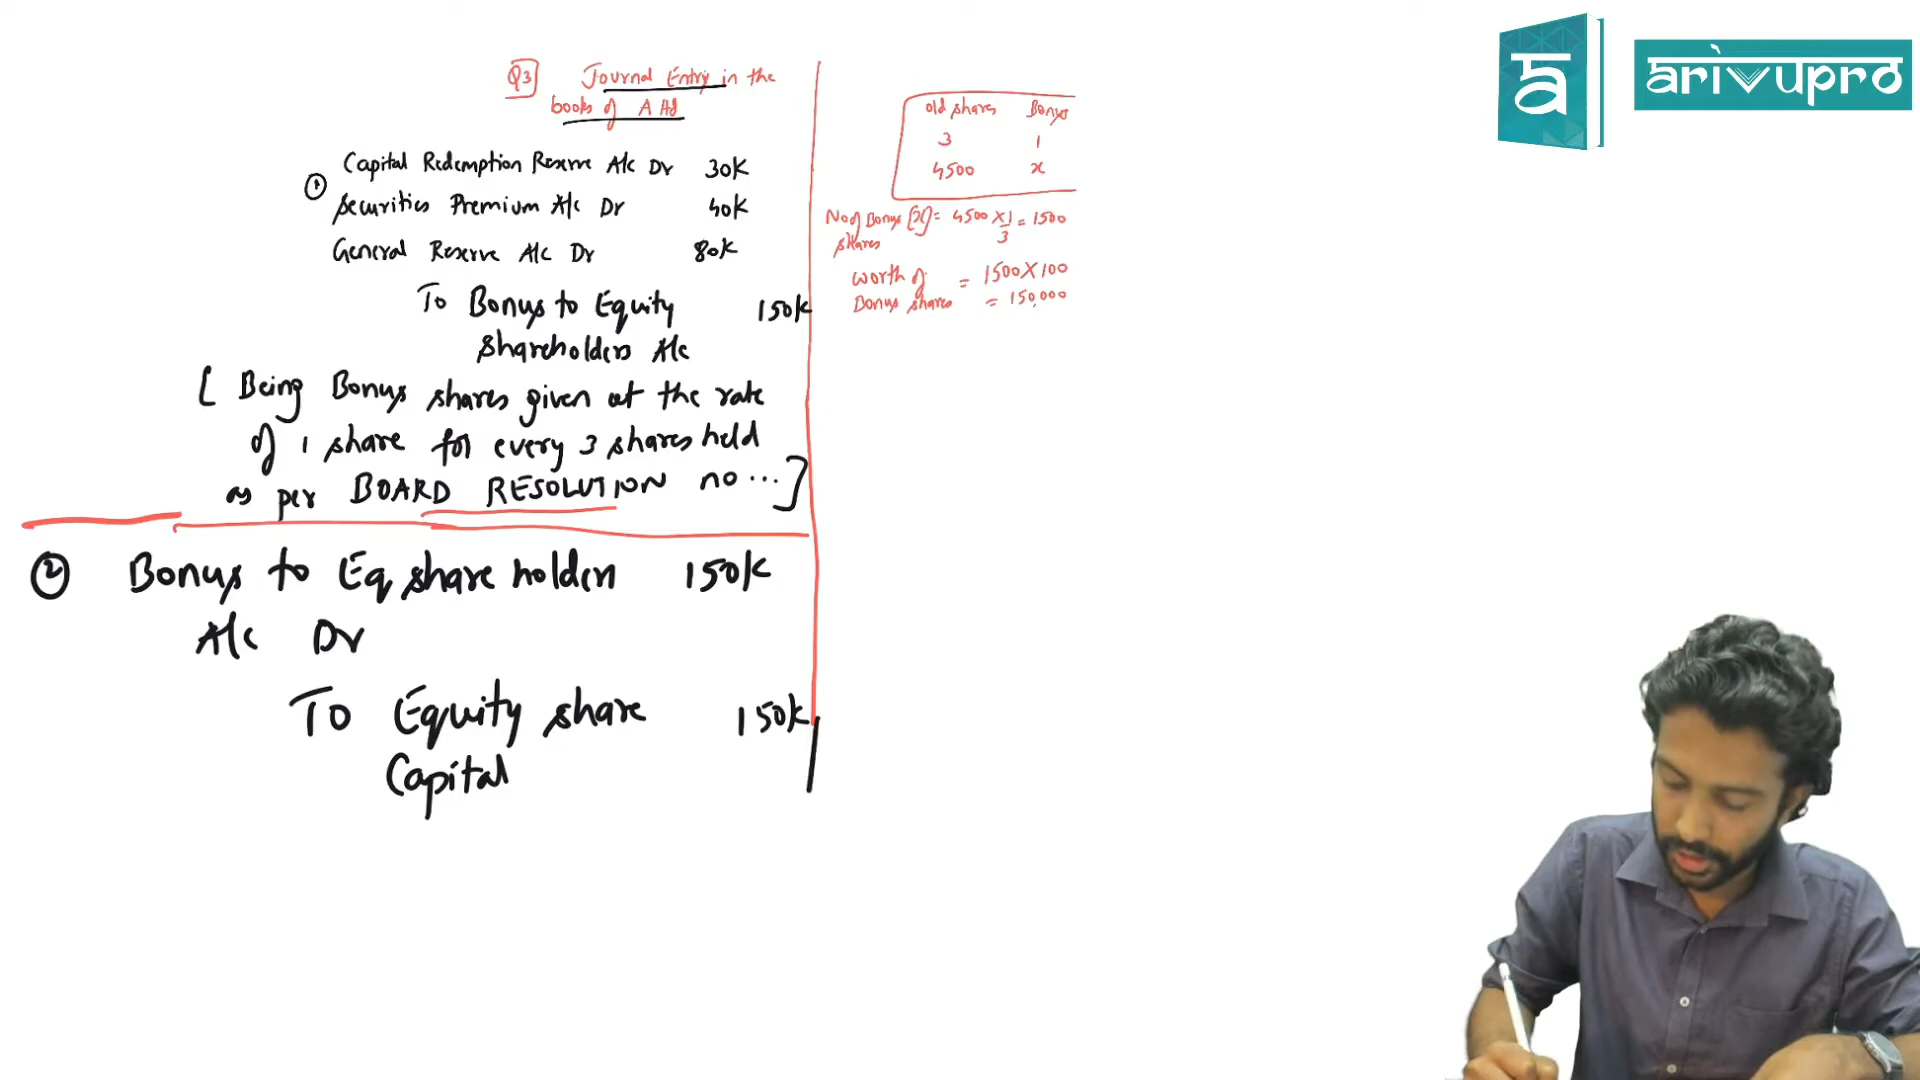 Q3 Journal Entry in the
books of A Ltd
① Capital Redemption Reserve A/c Dr 30K
Securities Premium A/c Dr 40K
General Reserve A/c Dr 80K
To Bonus to Equity 150K
Shareholders A/c
[Being Bonus shares given at the rate
of 1 share for every 3 shares held
as per BOARD RESOLUTION no ...]
② Bonus to Eq shareholders 150K
A/c Dr
To Equity share 150K
Capital
old shares Bonus
3 1
4500 x
No of Bonus [x] = 4500 x 1/3 = 1500
shares
worth of = 1500 X 100
Bonus shares = 150,000
arivupro